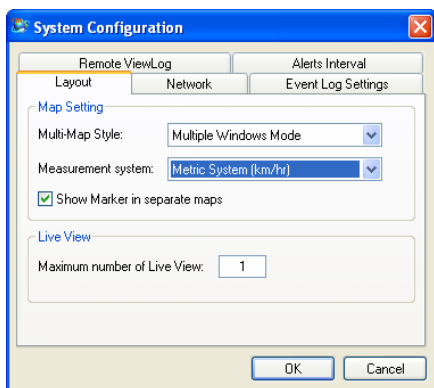 System Configuration
Remote ViewLog Alerts Interval
Layout Network Event Log Settings
Map Setting
Multi-Map Style: Multiple Windows Mode
Measurement system: Metric System (km/hr)
Show Marker in separate maps
Live View
Maximum number of Live View: 1
OK Cancel